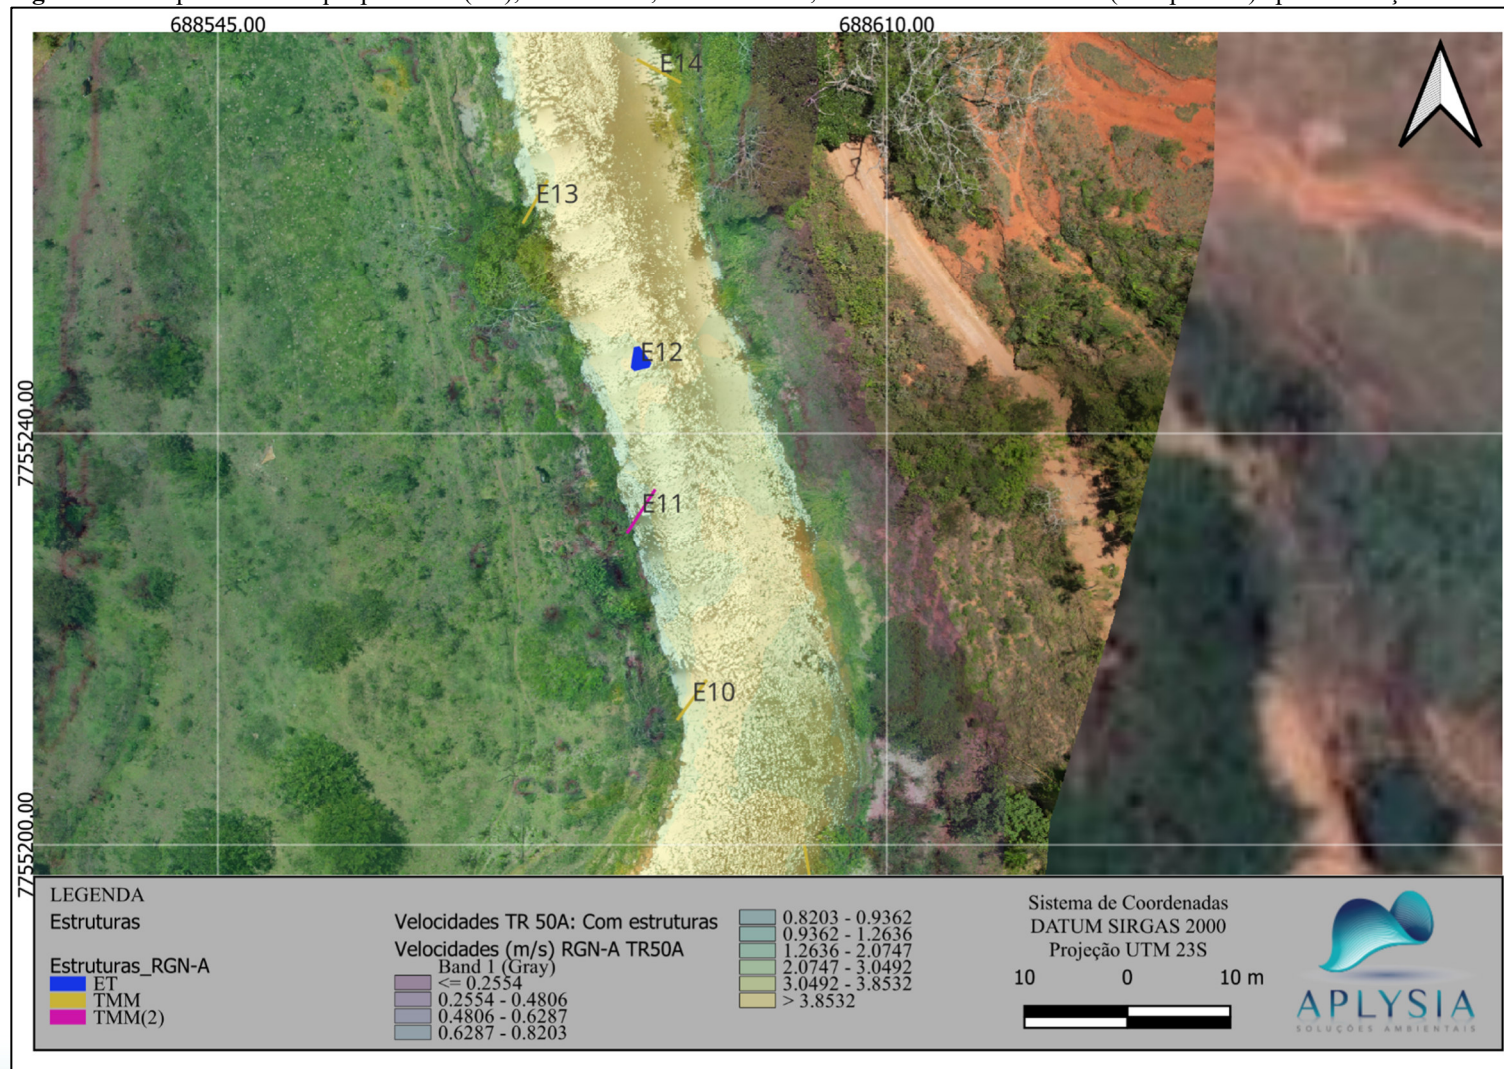 688545.00
688610.00
E14
E13
E12
7755240.00
E11
E10
7755200.00
LEGENDA
Estruturas
Estruturas_RGN-A
ET
TMM
TMM(2)
Velocidades TR 50A: Com estruturas
Velocidades (m/s) RGN-A TR50A
Band 1 (Gray)
<= 0.2554
0.2554 - 0.4806
0.4806 - 0.6287
0.6287 - 0.8203
0.8203 - 0.9362
0.9362 - 1.2636
1.2636 - 2.0747
2.0747 - 3.0492
3.0492 - 3.8532
> 3.8532
Sistema de Coordenadas
DATUM SIRGAS 2000
Projeção UTM 23S
10 0 10 m
APLYSIA
SOLUÇÕES AMBIENTAIS